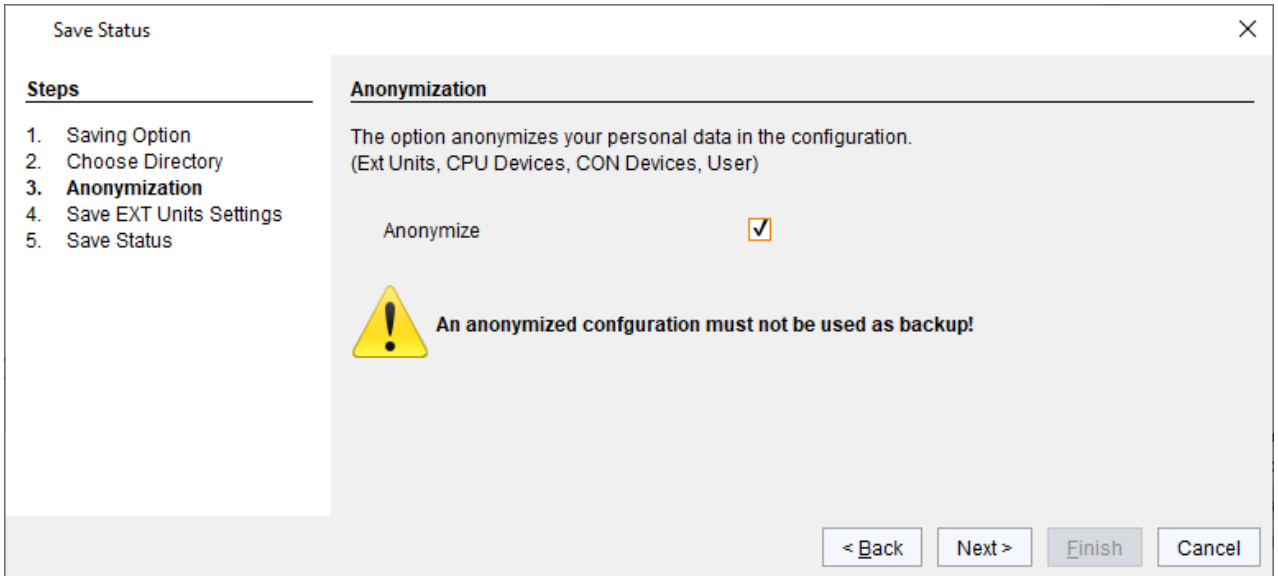 Save Status
Steps
1. Saving Option
2. Choose Directory
3. Anonymization
4. Save EXT Units Settings
5. Save Status
Anonymization
The option anonymizes your personal data in the configuration.
(Ext Units, CPU Devices, CON Devices, User)
Anonymize
An anonymized confguration must not be used as backup!
< Back Next > Finish Cancel